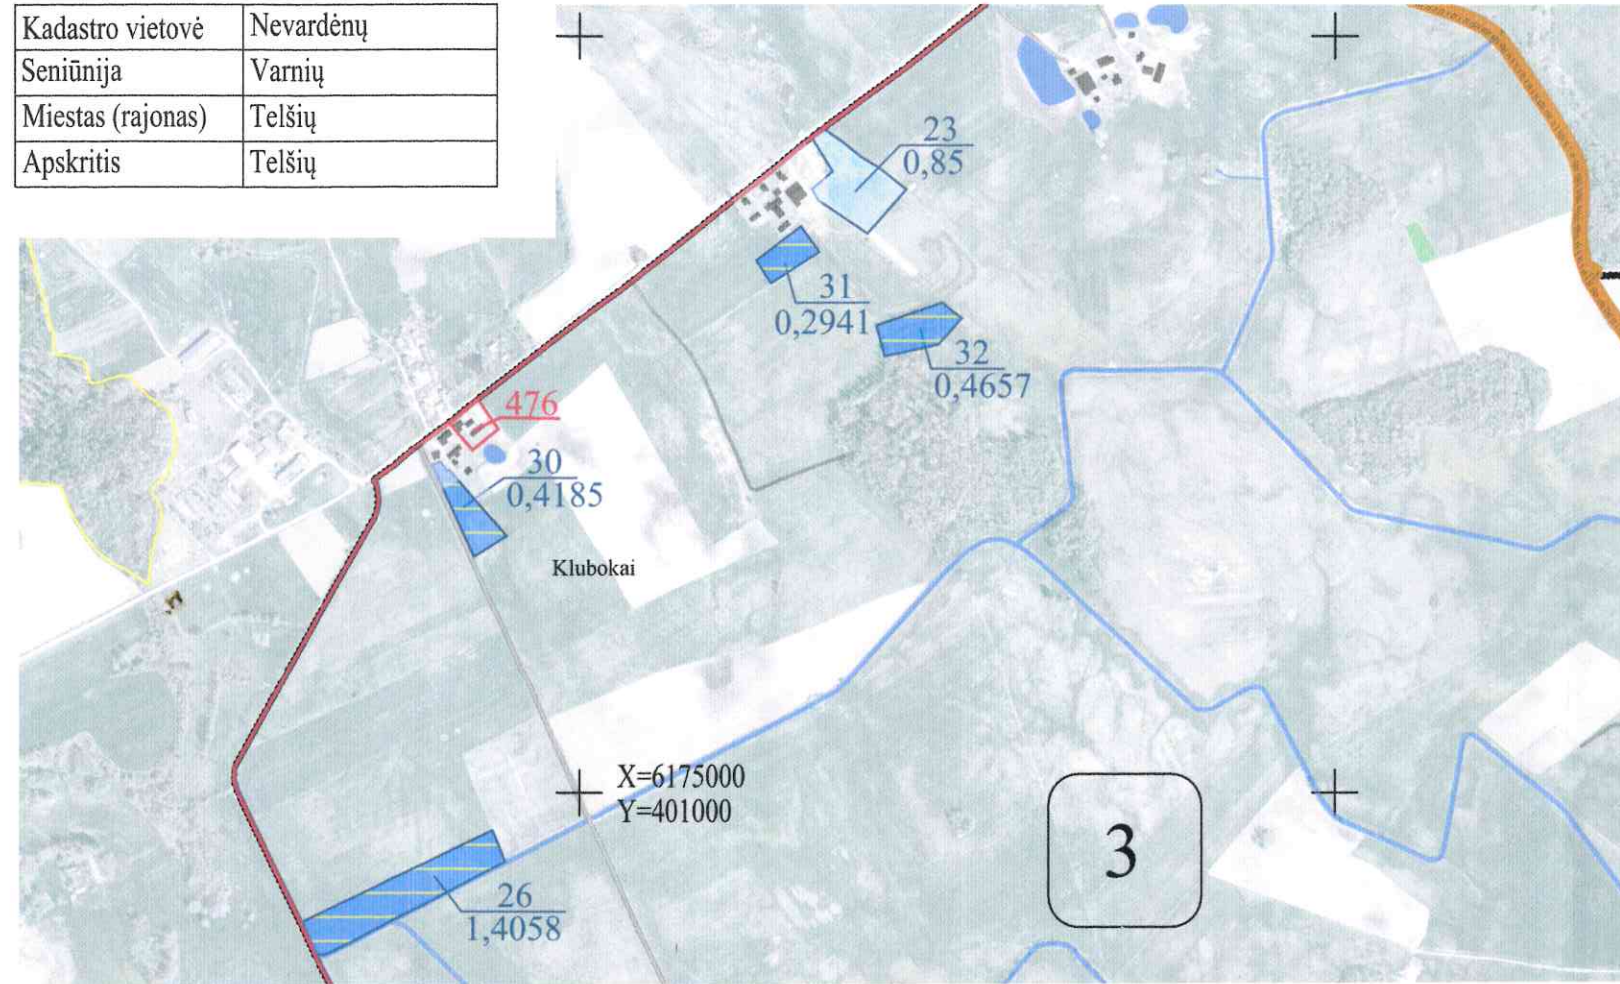 Kadastro vietovė Nevardėnų
Seniūnija Varnių
Miestas (rajonas) Telšių
Apskritis Telšių
23
0,85
31
0,2941
32
0,4657
476
30
0,4185
Klubokai
X=6175000
Y=401000
3
26
1,4058